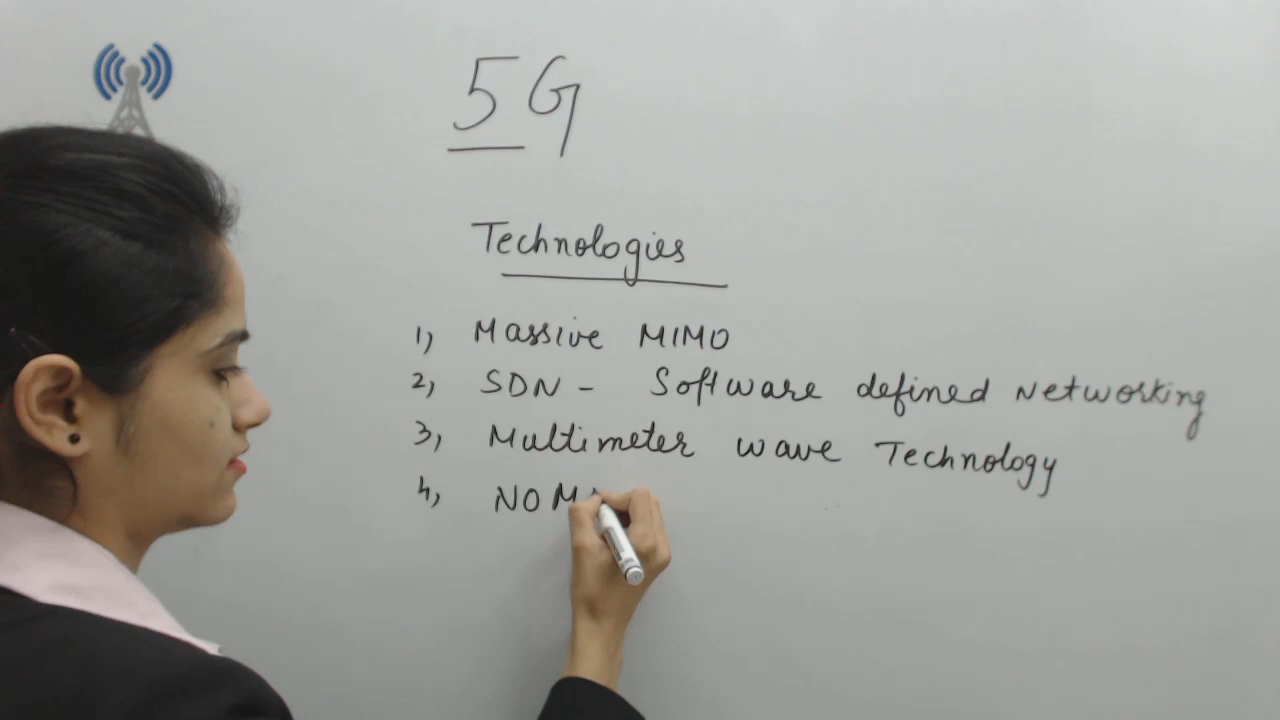 5G
Technologies
1, Massive MIMO
2, SDN - Software defined Networking
3, Multimeter wave Technology
4, NOM